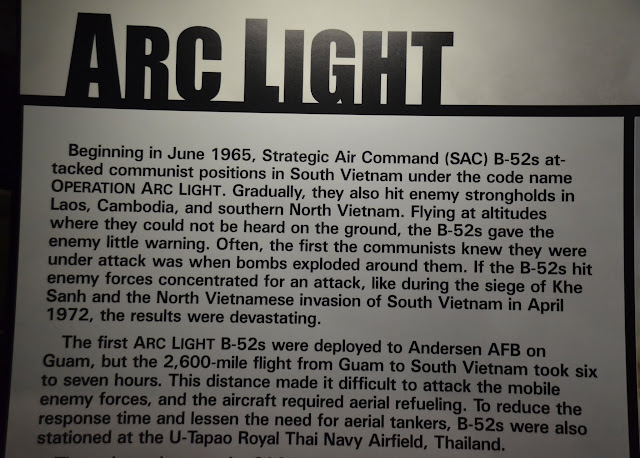 ARC LIGHT
Beginning in June 1965, Strategic Air Command (SAC) B-52s at-
tacked communist positions in South Vietnam under the code name
OPERATION ARC LIGHT. Gradually, they also hit enemy strongholds in
Laos, Cambodia, and southern North Vietnam. Flying at altitudes
where they could not be heard on the ground, the B-52s gave the
enemy little warning. Often, the first the communists knew they were
under attack was when bombs exploded around them. If the B-52s hit
enemy forces concentrated for an attack, like during the siege of Khe
Sanh and the North Vietnamese invasion of South Vietnam in April
1972, the results were devastating.
The first ARC LIGHT B-52s were deployed to Andersen AFB on
Guam, but the 2,600-mile flight from Guam to South Vietnam took six
to seven hours. This distance made it difficult to attack the mobile
enemy forces, and the aircraft required aerial refueling. To reduce the
response time and lessen the need for aerial tankers, B-52s were also
stationed at the U-Tapao Royal Thai Navy Airfield, Thailand.